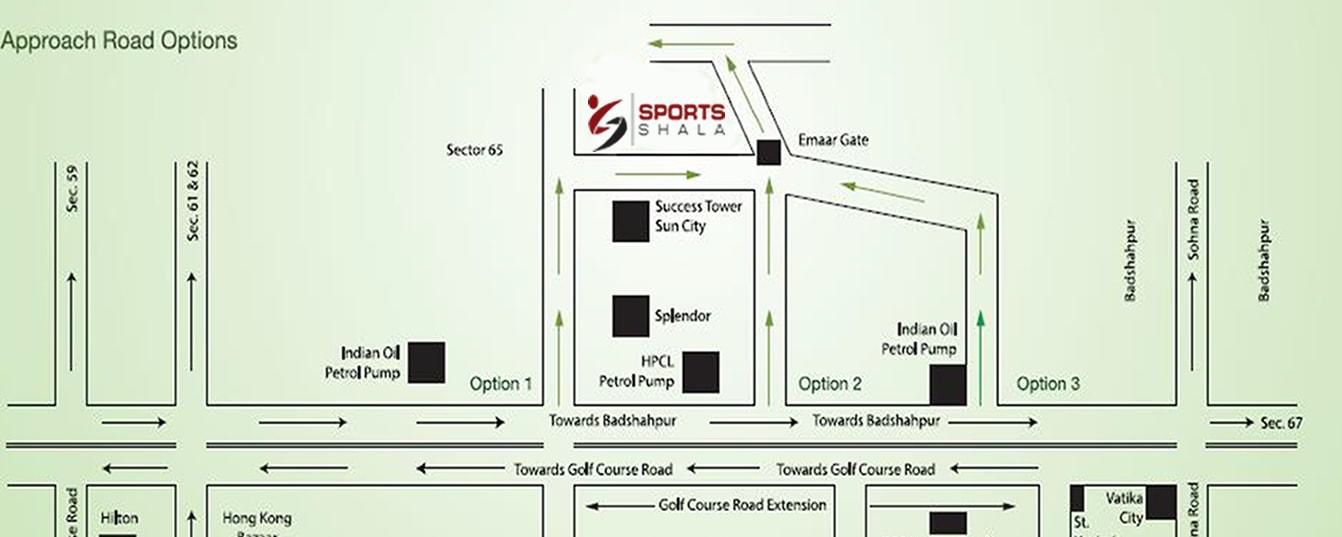 Approach Road Options
SPORTS
SHALA
Emaar Gate
Sector 65
Sec. 59
Sec. 61 & 62
Success Tower
Sun City
Splendor
HPCL
Petrol Pump
Indian Oil
Petrol Pump
Indian Oil
Petrol Pump
Option 1
Option 2
Option 3
Badshahpur
Sohna Road
Badshahpur
Towards Badshahpur
Towards Badshahpur
Sec. 67
Towards Golf Course Road
Towards Golf Course Road
Golf Course Road Extension
Road
Hilton
Hong Kong
St.
Vatika
City
Road